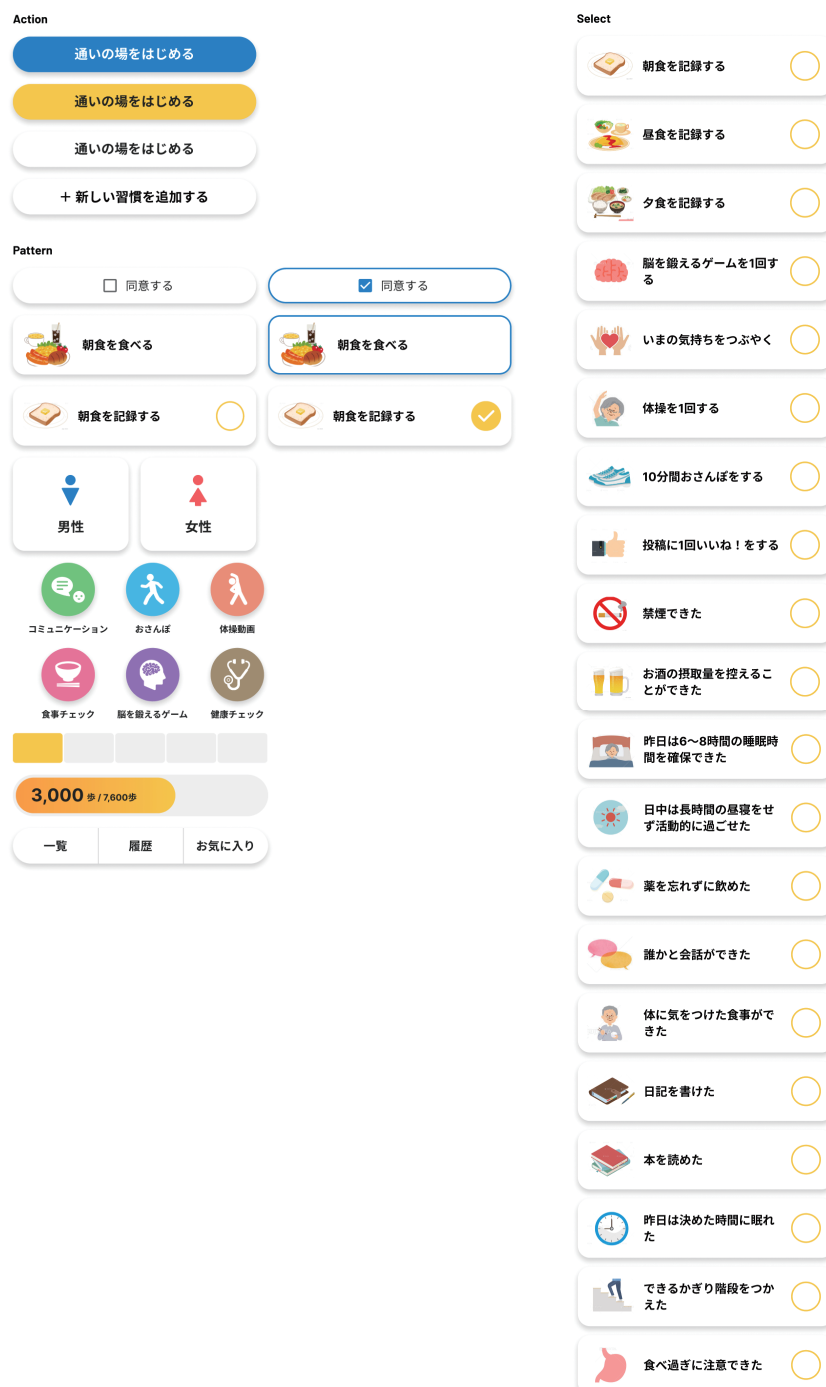 Action
通いの場をはじめる
通いの場をはじめる
通いの場をはじめる
＋ 新しい習慣を追加する
Pattern
同意する
同意する
朝食を食べる
朝食を食べる
朝食を記録する
朝食を記録する
男性
女性
コミュニケーション
おさんぽ
体操動画
食事チェック
脳を鍛えるゲーム
健康チェック
3,000 歩 / 7,600歩
一覧
履歴
お気に入り
Select
朝食を記録する
昼食を記録する
夕食を記録する
脳を鍛えるゲームを1回す
る
いまの気持ちをつぶやく
体操を1回する
10分間おさんぽをする
投稿に1回いいね！をする
禁煙できた
お酒の摂取量を控えるこ
とができた
昨日は6〜8時間の睡眠時
間を確保できた
日中は長時間の昼寝をせ
ず活動的に過ごせた
薬を忘れずに飲めた
誰かと会話ができた
体に気をつけた食事がで
きた
日記を書けた
本を読めた
昨日は決めた時間に眠れ
た
できるかぎり階段をつか
えた
食べ過ぎに注意できた